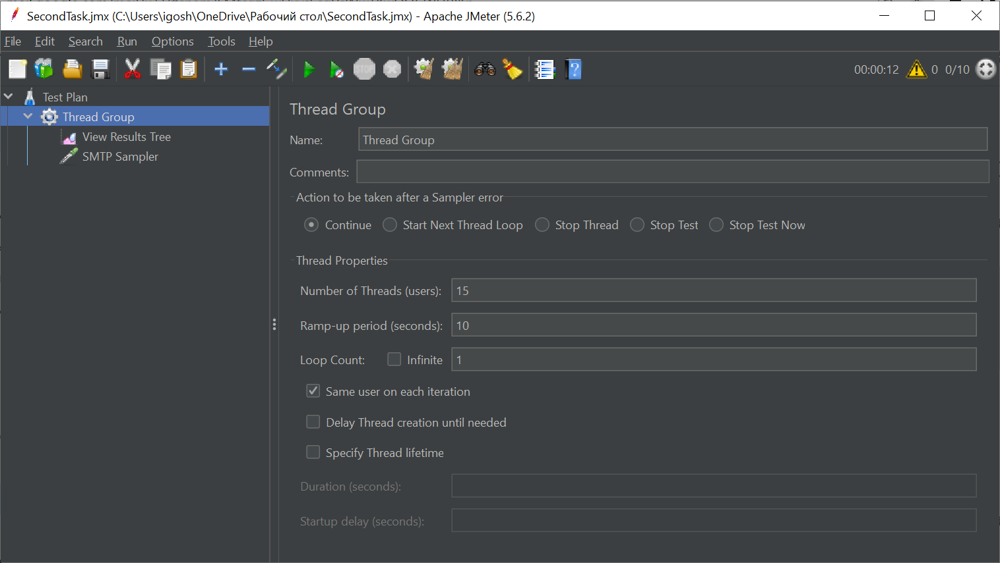 SecondTask.jmx (C:\Users\igosh\OneDrive\Рабочий стол\SecondTask.jmx) - Apache JMeter (5.6.2)
File Edit Search Run Options Tools Help
STOP 00:00:12 0 0/10
Test Plan
Thread Group
View Results Tree
SMTP Sampler
Thread Group
Name: Thread Group
Comments:
Action to be taken after a Sampler error
Continue Start Next Thread Loop Stop Thread Stop Test Stop Test Now
Thread Properties
Number of Threads (users): 15
Ramp-up period (seconds): 10
Loop Count: Infinite 1
Same user on each iteration
Delay Thread creation until needed
Specify Thread lifetime
Duration (seconds):
Startup delay (seconds):